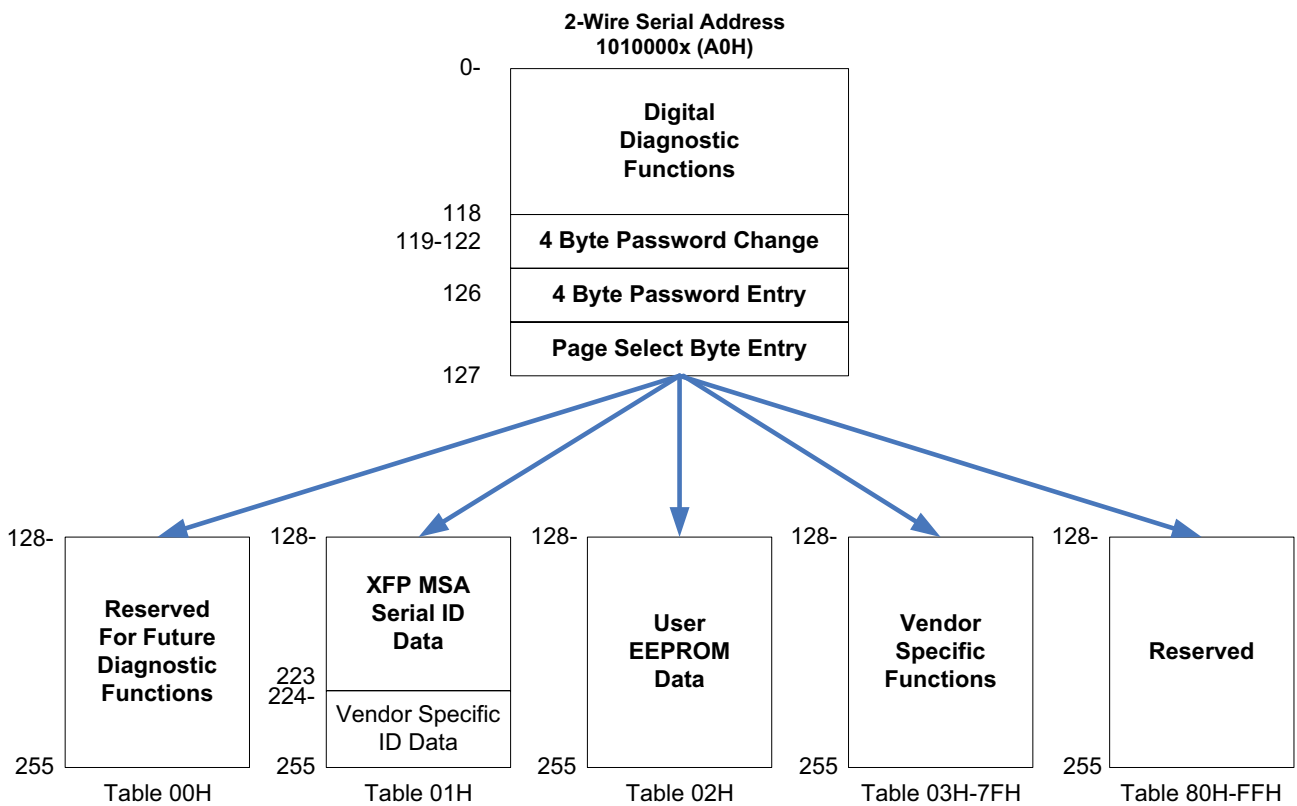 2-Wire Serial Address
1010000x (A0H)
0-
Digital
Diagnostic
Functions
118
119-122
4 Byte Password Change
126
4 Byte Password Entry
Page Select Byte Entry
127
128-
Reserved
For Future
Diagnostic
Functions
255
Table 00H
128-
XFP MSA
Serial ID
Data
223
224-
Vendor Specific
ID Data
255
Table 01H
128-
User
EEPROM
Data
255
Table 02H
128-
Vendor
Specific
Functions
255
Table 03H-7FH
128-
Reserved
255
Table 80H-FFH